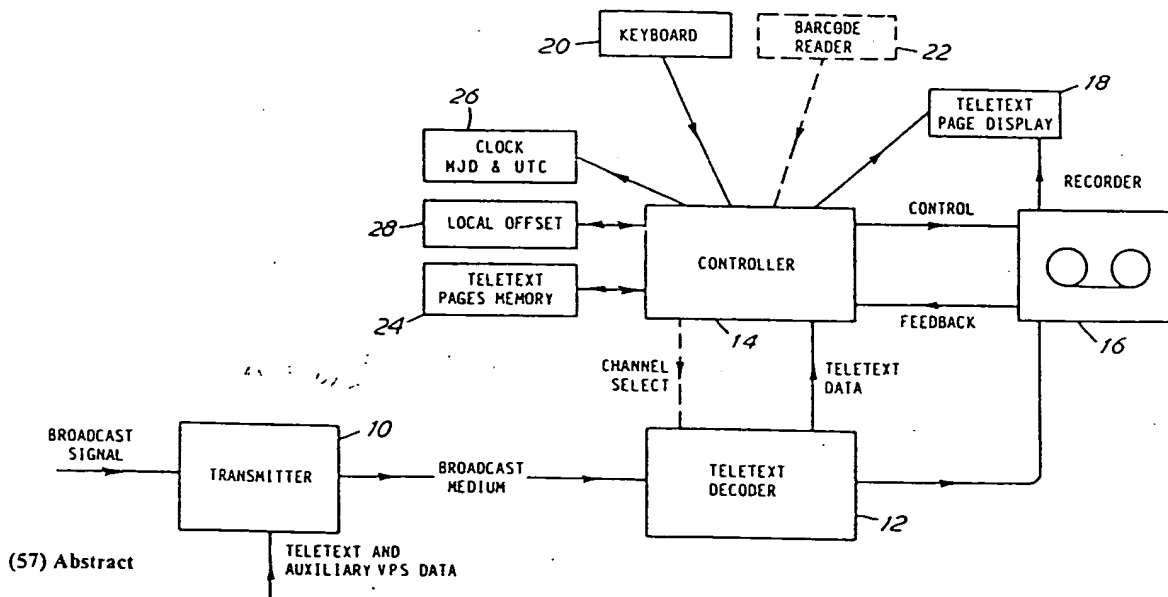 KEYBOARD
20
BARCODE
READER
22
26
CLOCK
MJD & UTC
18
TELETEXT
PAGE DISPLAY
RECORDER
28
LOCAL OFFSET
CONTROL
CONTROLLER
TELETEXT
PAGES MEMORY
24
14
FEEDBACK
16
CHANNEL
SELECT
TELETEXT
DATA
BROADCAST
SIGNAL
10
TRANSMITTER
BROADCAST
MEDIUM
TELETEXT
DECODER
12
(57) Abstract
TELETEXT AND
AUXILIARY VPS DATA